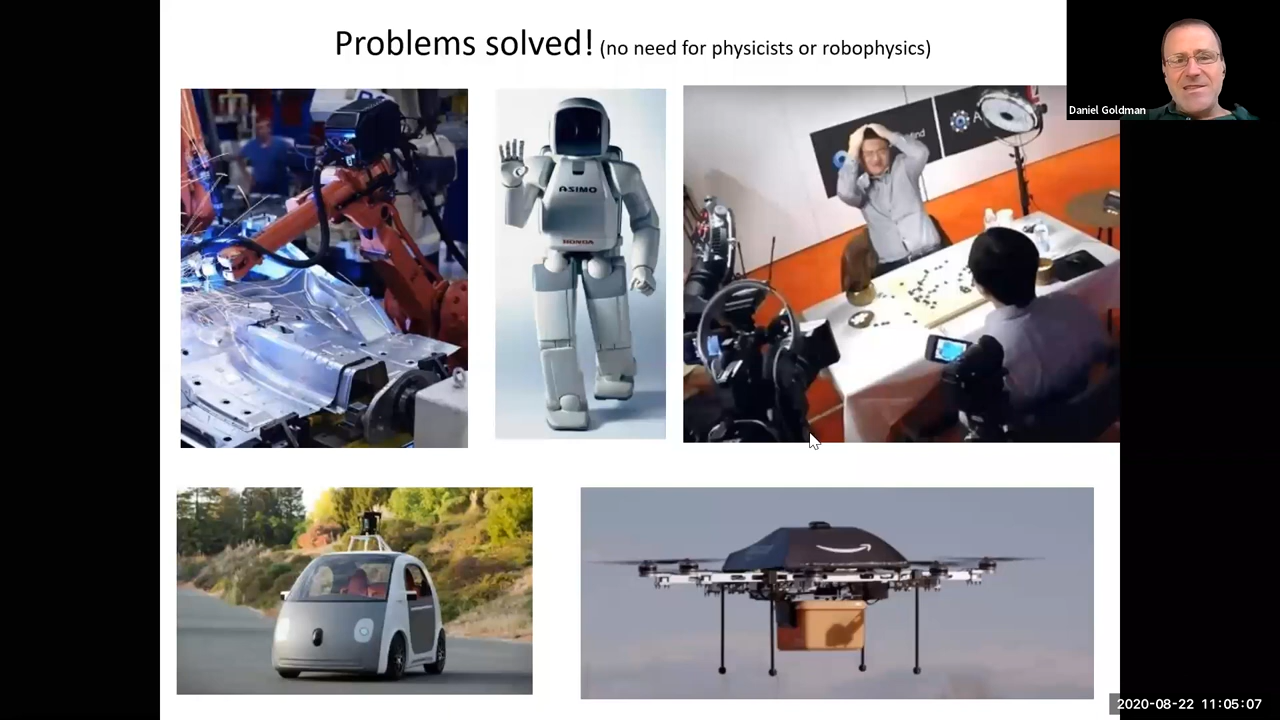 Problems solved! (no need for physicists or robophysics)
Daniel Goldman
ASIMO
HONDA
2020-08-22 11:05:07